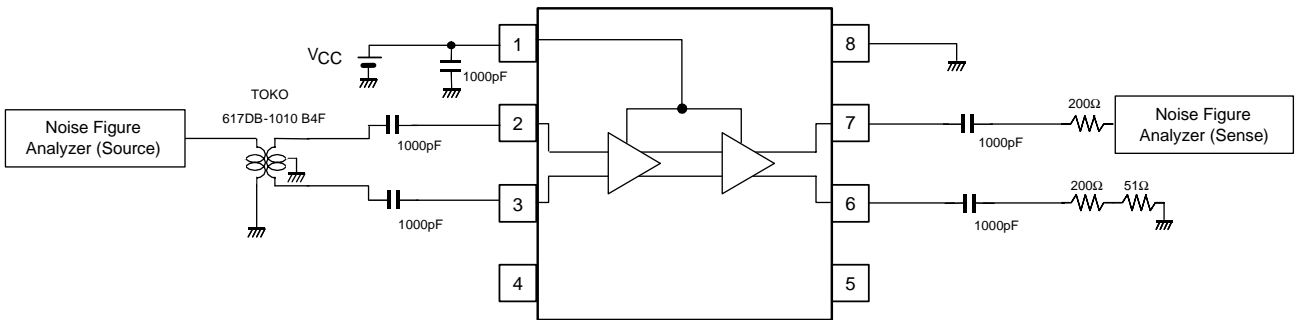 VCC
1000pF
1
8
TOKO
617DB-1010 B4F
Noise Figure
Analyzer (Source)
1000pF
2
7
1000pF
200Ω
Noise Figure
Analyzer (Sense)
1000pF
3
6
1000pF
200Ω
51Ω
4
5